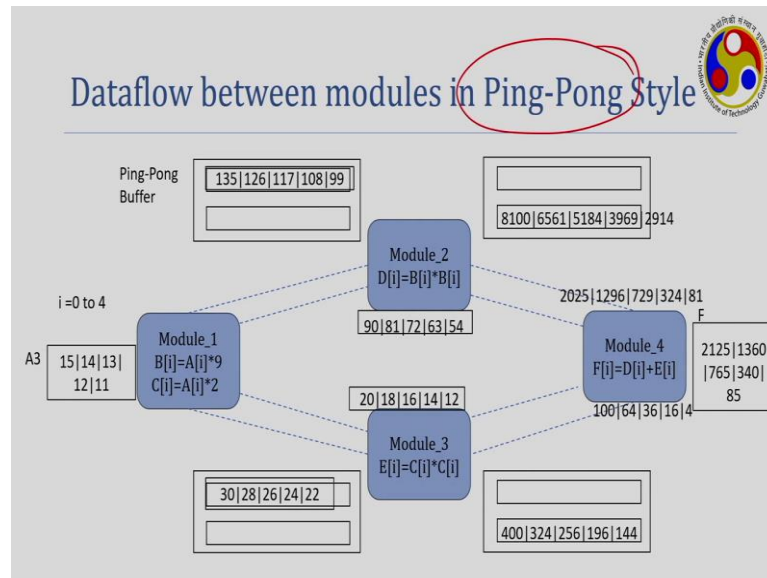 Dataflow between modules in Ping-Pong Style
Ping-Pong
Buffer
135|126|117|108|99
8100|6561|5184|3969|2914
Module_2
D[i]=B[i]*B[i]
90|81|72|63|54
i =0 to 4
2025|1296|729|324|81
F
A3
15|14|13|
12|11
Module_1
B[i]=A[i]*9
C[i]=A[i]*2
Module_4
F[i]=D[i]+E[i]
2125|1360
|765|340|
85
20|18|16|14|12
100|64|36|16|4
Module_3
E[i]=C[i]*C[i]
30|28|26|24|22
400|324|256|196|144